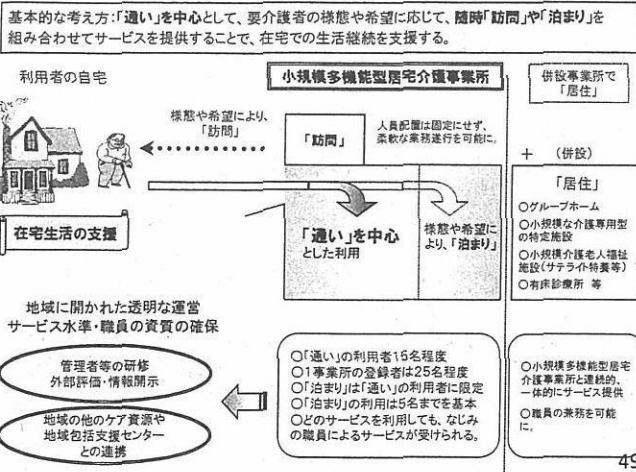 基本的な考え方:「通い」を中心として、要介護者の様態や希望に応じて、随時「訪問」や「泊まり」を
組み合わせてサービスを提供することで、在宅での生活継続を支援する。
利用者の自宅
小規模多機能型居宅介護事業所
併設事業所で
「居住」
様態や希望により、
「訪問」
「訪問」
人員配置は固定にせず、
柔軟な業務遂行を可能に。
+ (併設)
在宅生活の支援
「通い」を中心
とした利用
様態や希望に
より、「泊まり」
「居住」
○グループホーム
○小規模な介護専用型
の特定施設
○小規模介護老人福祉
施設(サテライト特養等)
○有床診療所 等
地域に開かれた透明な運営
サービス水準・職員の資質の確保
管理者等の研修
外部評価・情報開示
地域の他のケア資源や
地域包括支援センター
との連携
○「通い」の利用者15名程度
○1事業所の登録者は25名程度
○「泊まり」は「通い」の利用者に限定
○「泊まり」の利用は5名までを基本
○どのサービスを利用しても、なじみ
の職員によるサービスが受けられる。
○小規模多機能型居宅
介護事業所と連続的、
一体的にサービス提供
○職員の兼務を可能
に。
49